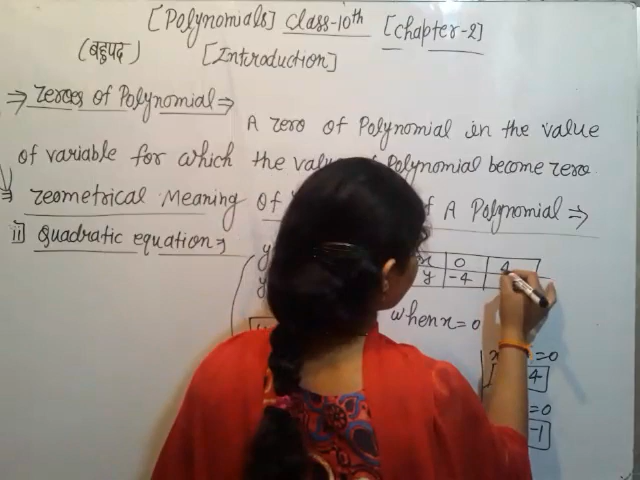 [Polynomials] Class-10th [Chapter-2]
(बहुपद) [Introduction]
⇒ Zeroes of Polynomial ⇒
A zero of Polynomial in the value
of variable for which the Polynomial become zero.
⇒ Zeometrical Meaning of of A Polynomial ⇒
ii] Quadratic equation ⇒
x 0 4
y -4
when x=0
=0
4
=0
-1